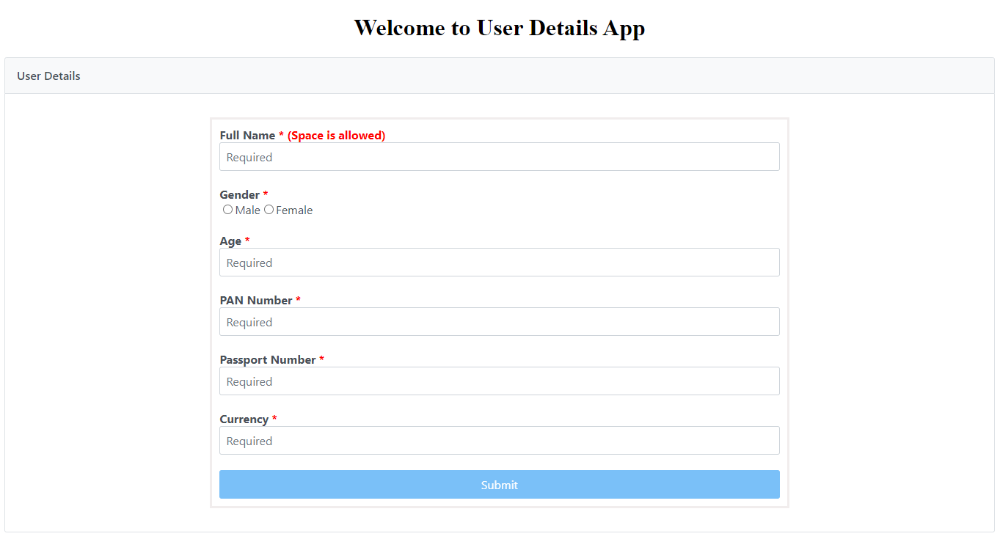 Welcome to User Details App
User Details
Full Name * (Space is allowed)
Required
Gender *
Male Female
Age *
Required
PAN Number *
Required
Passport Number *
Required
Currency *
Required
Submit